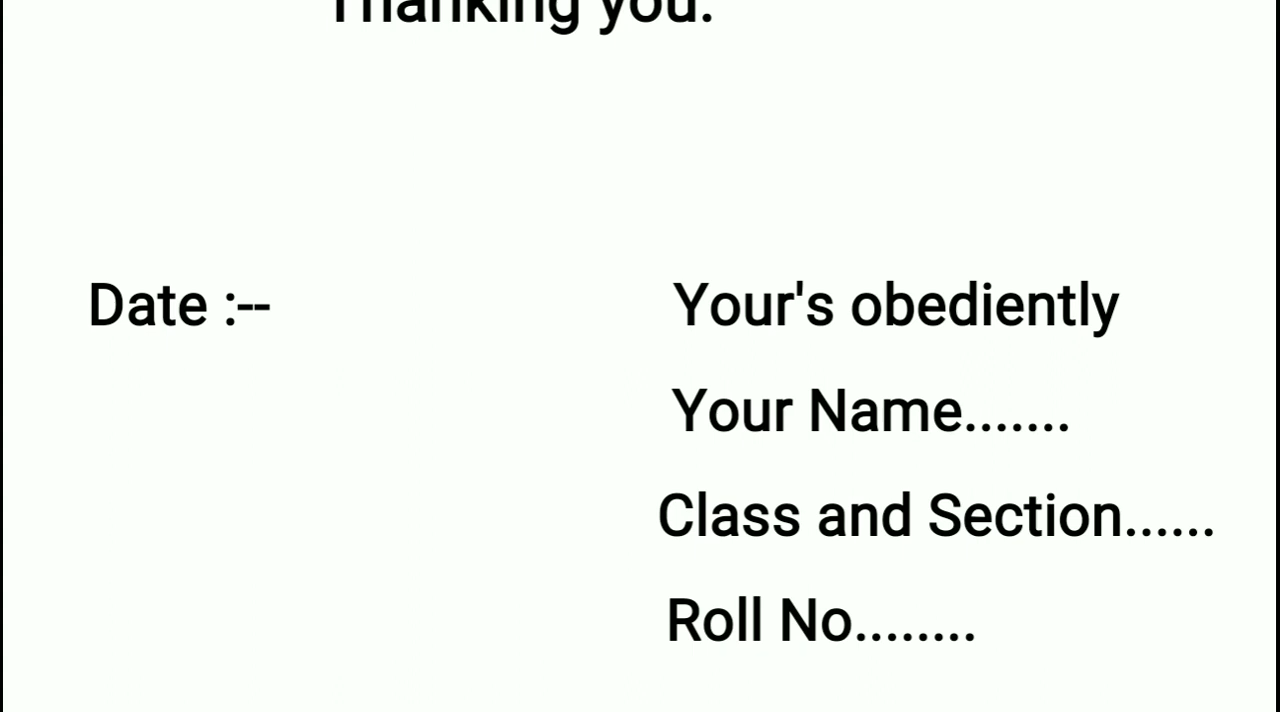 Thanking you.
Date :-- Your's obediently
Your Name.......
Class and Section......
Roll No........